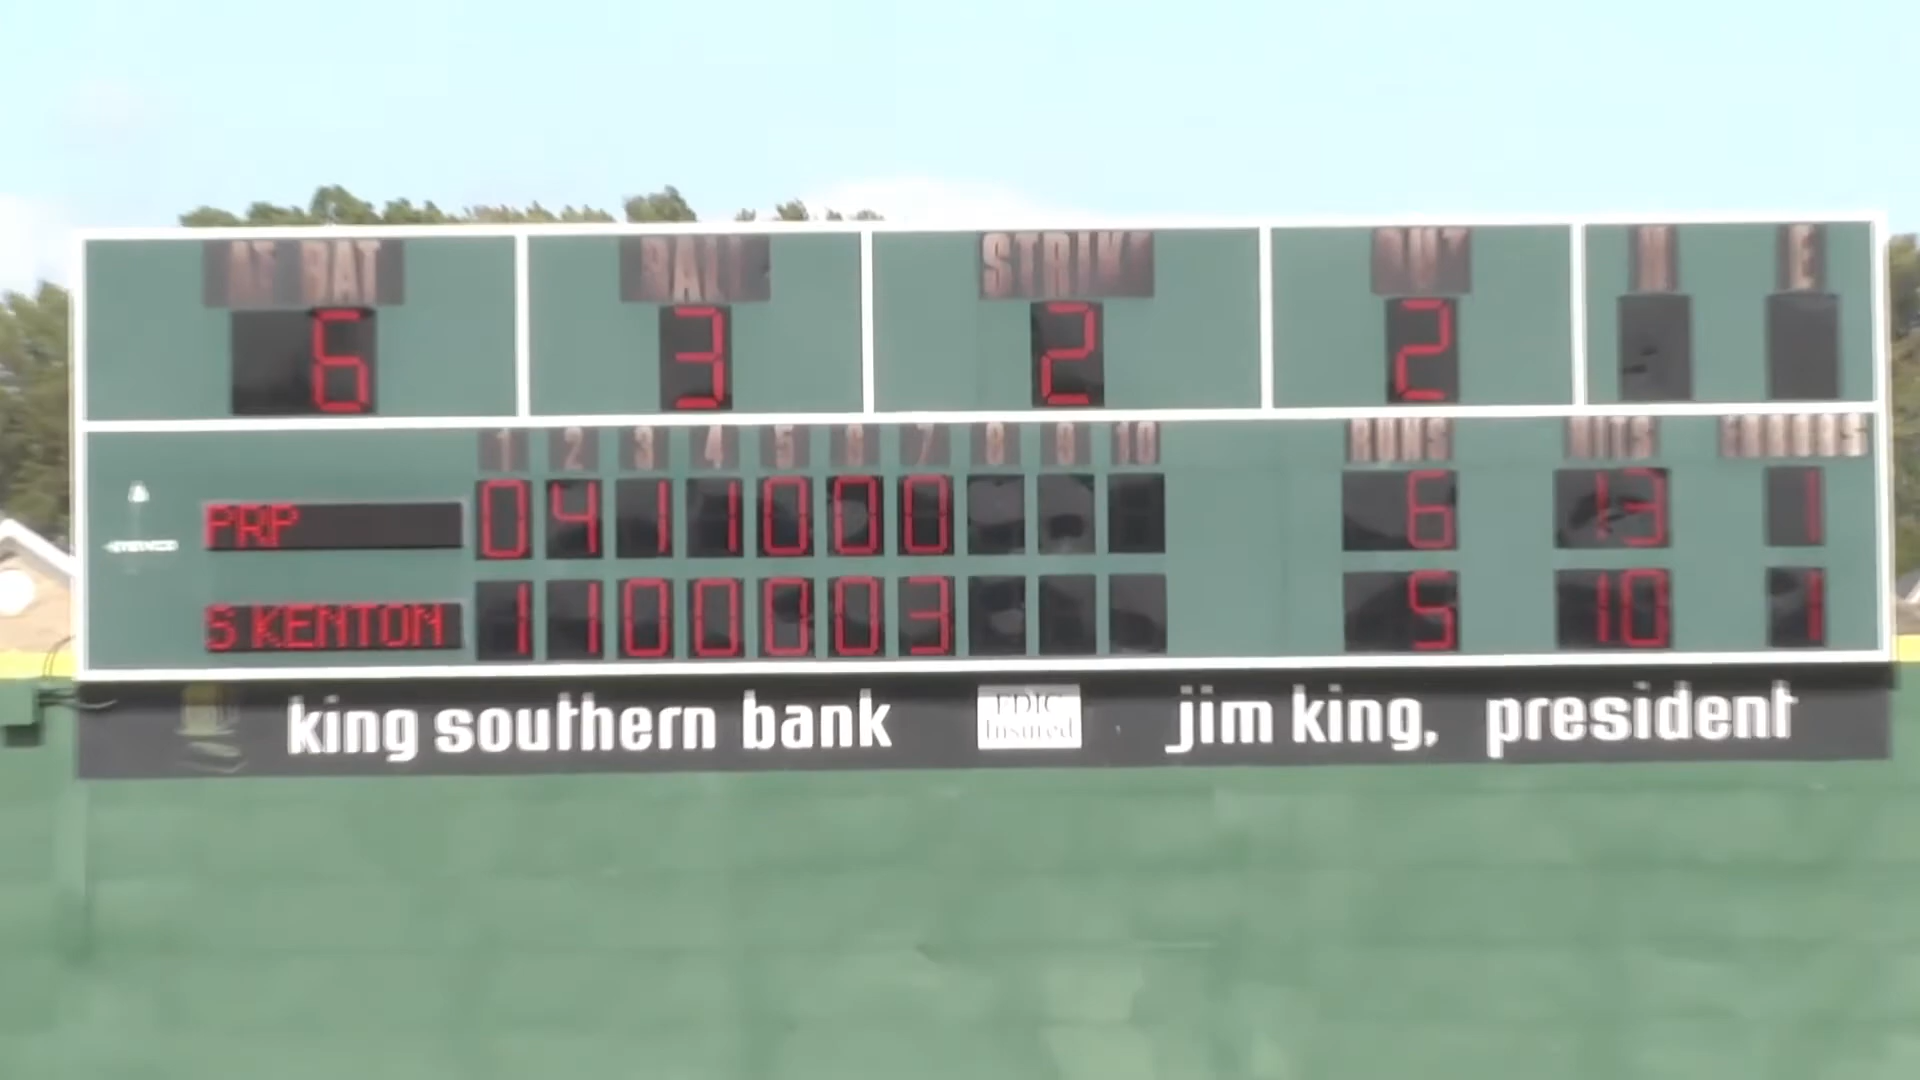 AT BAT BALL STRIKE OUT H E
6 3 2 2
1 2 3 4 5 6 7 8 9 10 RUNS HITS ERRORS
PRP 0 4 1 1 0 0 0 6 13 1
S KENTON 1 1 0 0 0 0 3 5 10 1
king southern bank FDIC Insured jim king, president